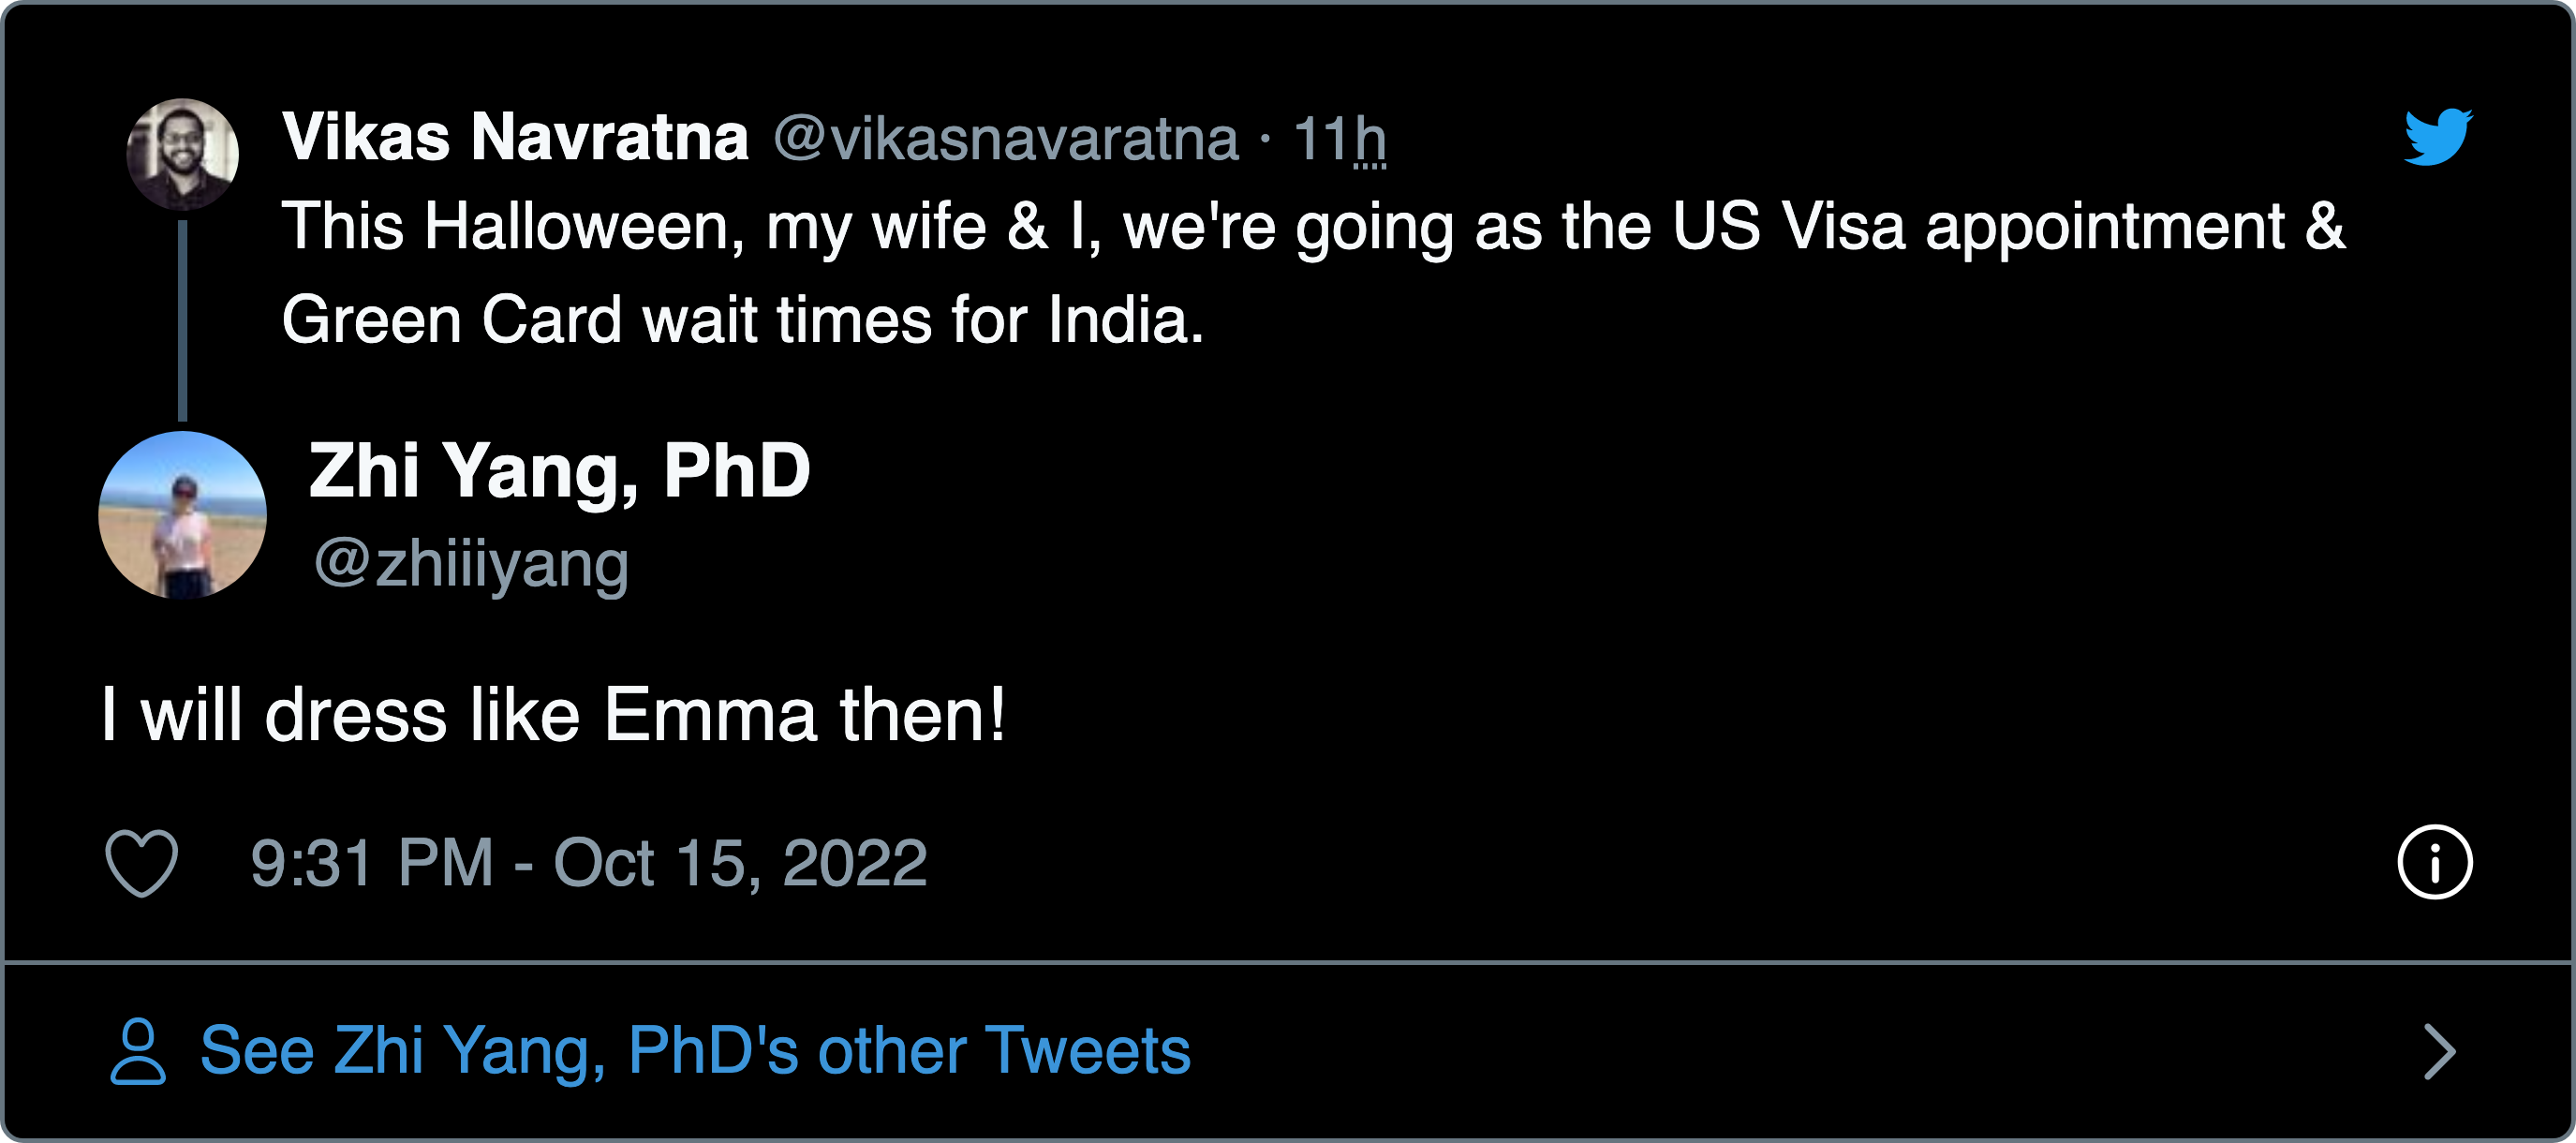 Vikas Navratna @vikasnavaratna · 11h
This Halloween, my wife & I, we're going as the US Visa appointment &
Green Card wait times for India.
Zhi Yang, PhD
@zhiiiyang
I will dress like Emma then!
9:31 PM - Oct 15, 2022
See Zhi Yang, PhD's other Tweets